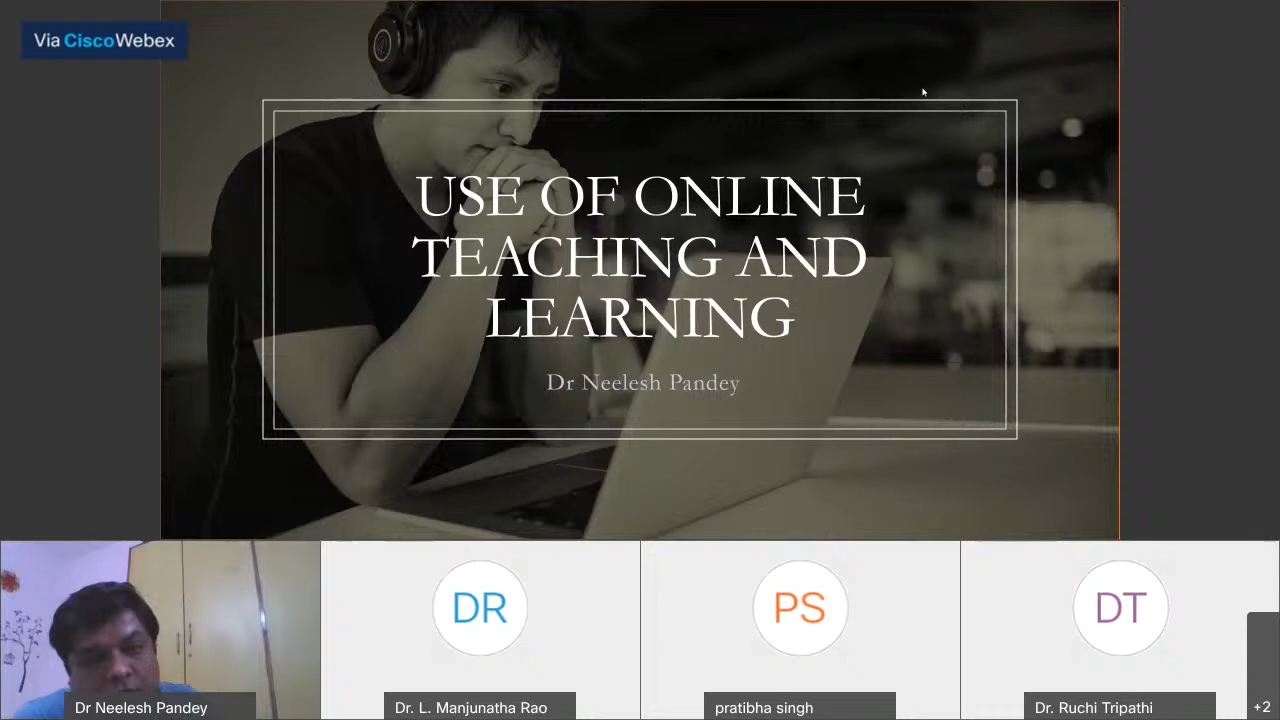 Via CiscoWebex
USE OF ONLINE
TEACHING AND
LEARNING
Dr Neelesh Pandey
DR
PS
DT
Dr Neelesh Pandey
Dr. L. Manjunatha Rao
pratibha singh
Dr. Ruchi Tripathi
+2